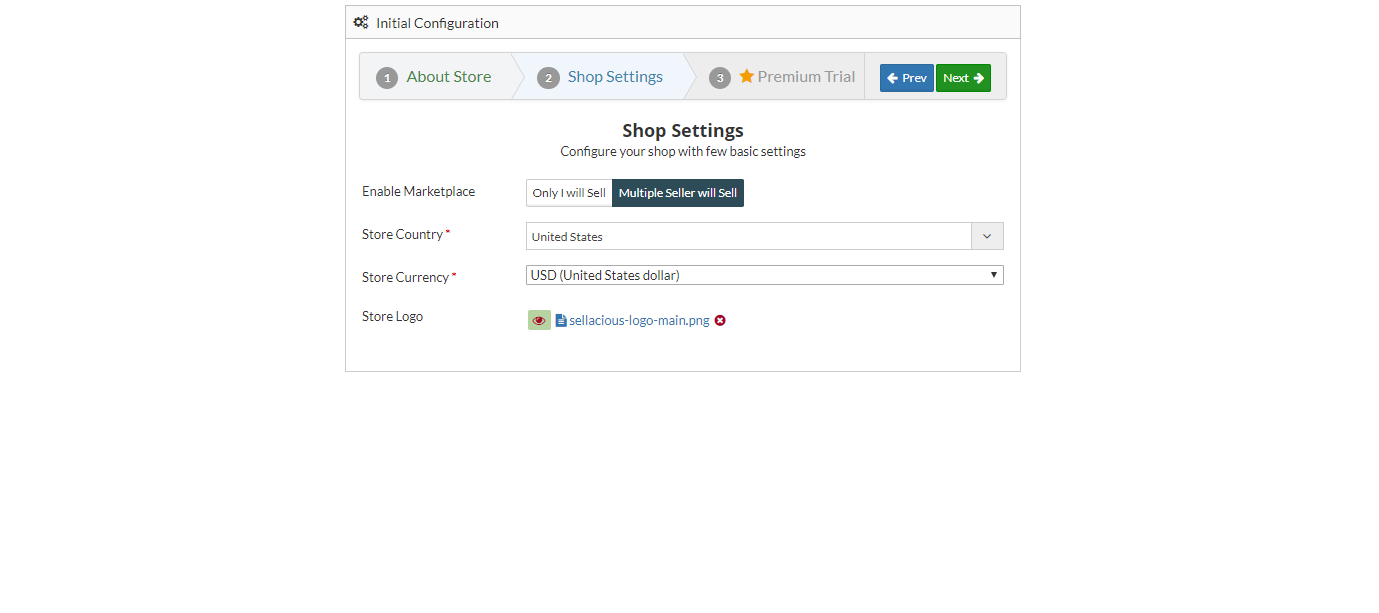 Initial Configuration
1 About Store 2 Shop Settings 3 Premium Trial Prev Next
Shop Settings
Configure your shop with few basic settings
Enable Marketplace Only I will Sell Multiple Seller will Sell
Store Country * United States
Store Currency * USD (United States dollar)
Store Logo sellacious-logo-main.png